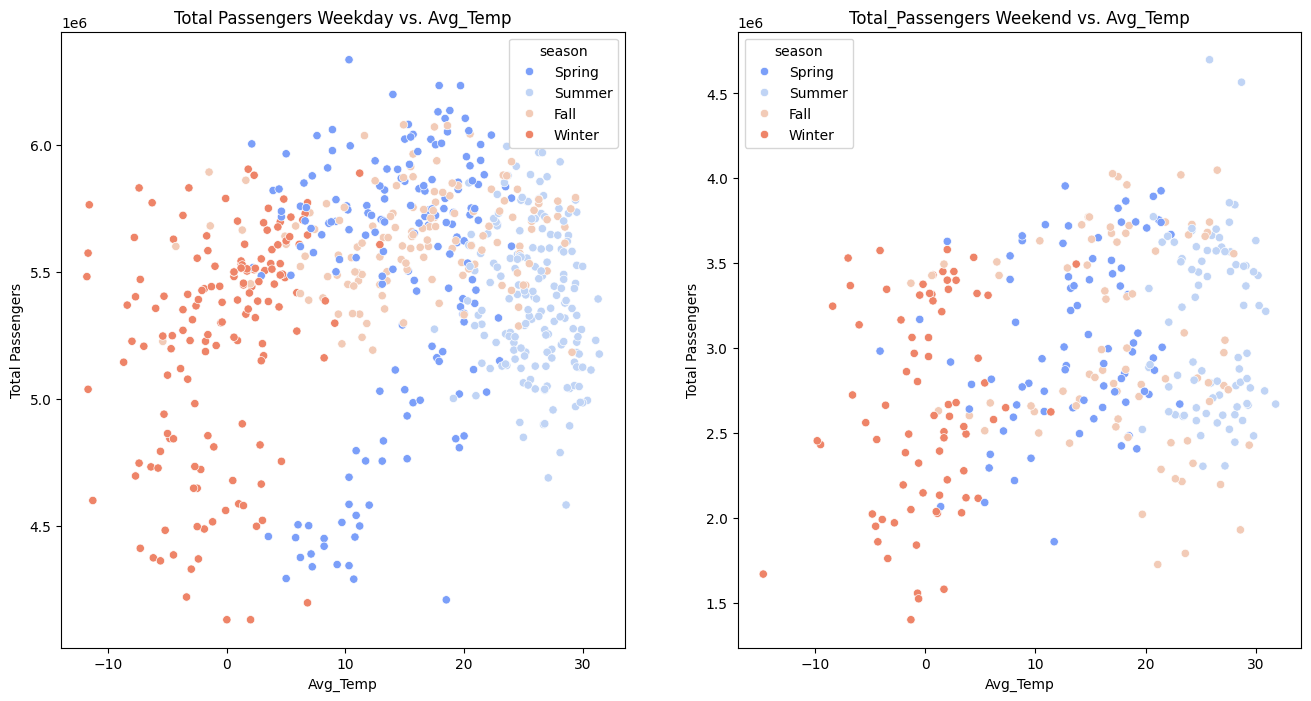 Total Passengers Weekday vs. Avg_Temp
1e6
season
Spring
Summer
Fall
Winter
6.0
5.5
5.0
4.5
Total Passengers
−10
0
10
20
30
Avg_Temp
Total_Passengers Weekend vs. Avg_Temp
1e6
season
Spring
Summer
Fall
Winter
4.5
4.0
3.5
3.0
2.5
2.0
1.5
Total Passengers
−10
0
10
20
30
Avg_Temp